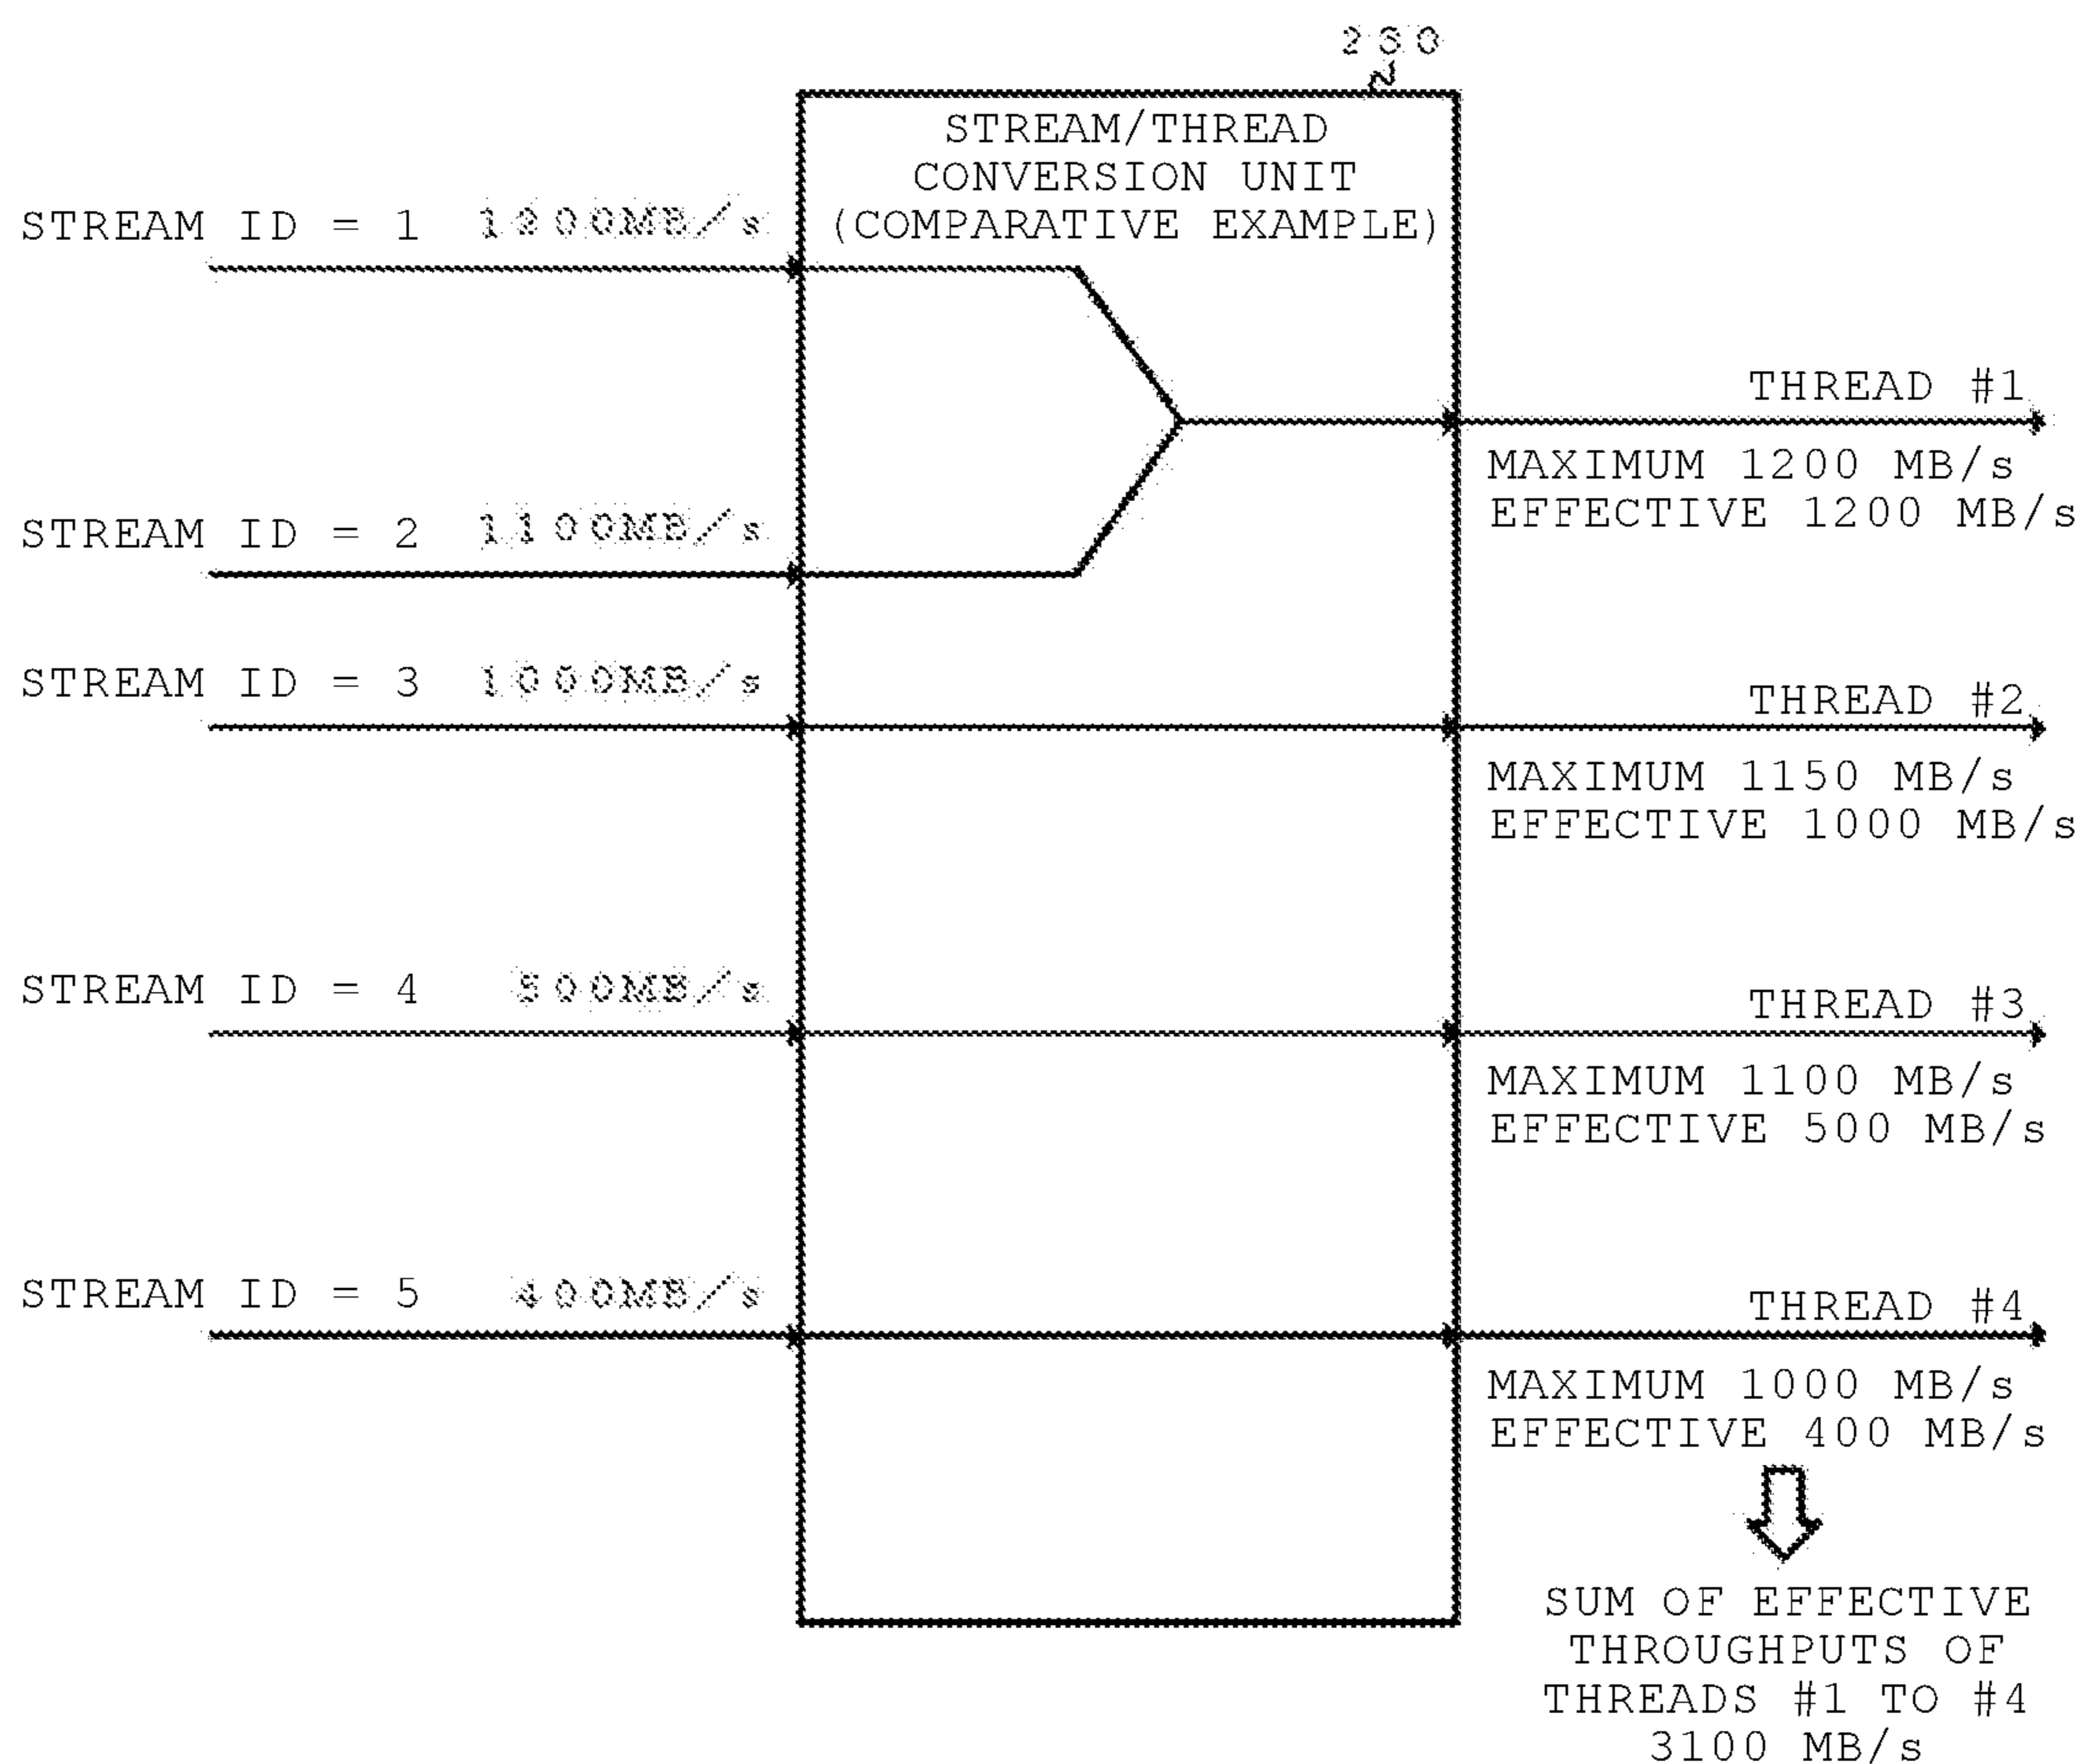 230
STREAM/THREAD
CONVERSION UNIT
(COMPARATIVE EXAMPLE)
STREAM ID = 1 1200MB/s
THREAD #1
MAXIMUM 1200 MB/s
EFFECTIVE 1200 MB/s
STREAM ID = 2 1100MB/s
STREAM ID = 3 1000MB/s
THREAD #2
MAXIMUM 1150 MB/s
EFFECTIVE 1000 MB/s
STREAM ID = 4 500MB/s
THREAD #3
MAXIMUM 1100 MB/s
EFFECTIVE 500 MB/s
STREAM ID = 5 400MB/s
THREAD #4
MAXIMUM 1000 MB/s
EFFECTIVE 400 MB/s
SUM OF EFFECTIVE
THROUGHPUTS OF
THREADS #1 TO #4
3100 MB/s